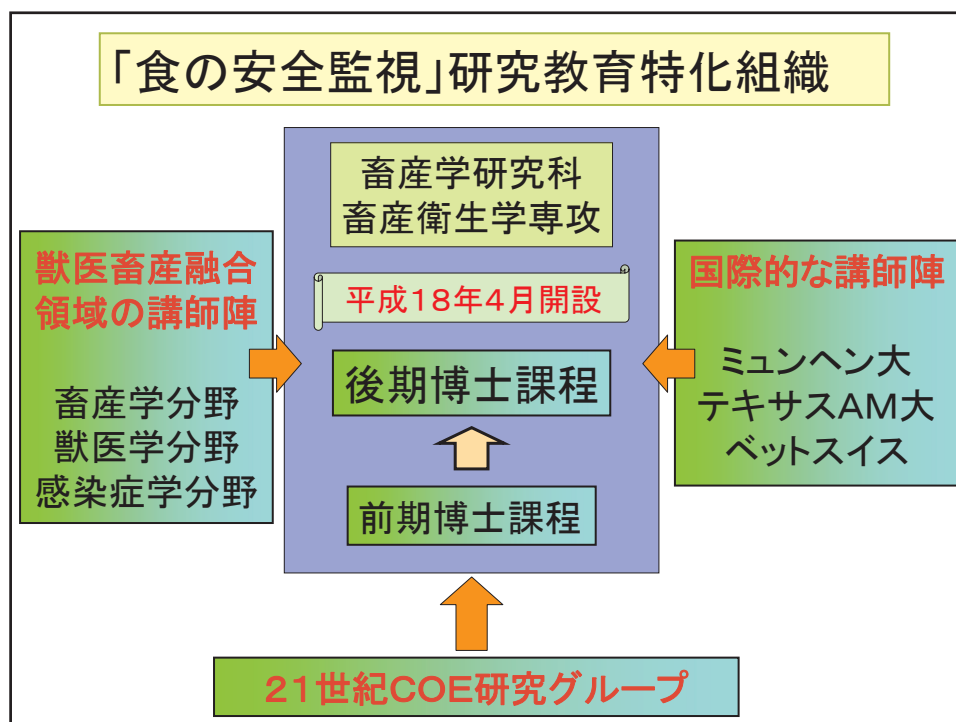 「食の安全監視」研究教育特化組織
畜産学研究科
畜産衛生学専攻
平成18年4月開設
後期博士課程
前期博士課程
獣医畜産融合
領域の講師陣
畜産学分野
獣医学分野
感染症学分野
国際的な講師陣
ミュンヘン大
テキサスAM大
ベットスイス
21世紀COE研究グループ